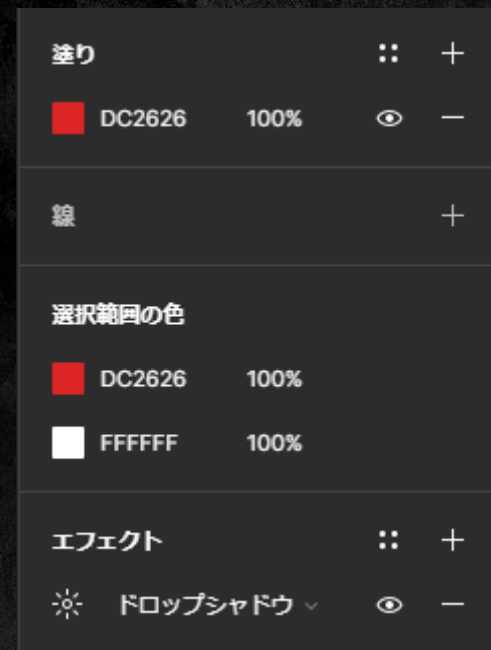 塗り
DC2626 100%
線
選択範囲の色
DC2626 100%
FFFFFF 100%
エフェクト
ドロップシャドウ